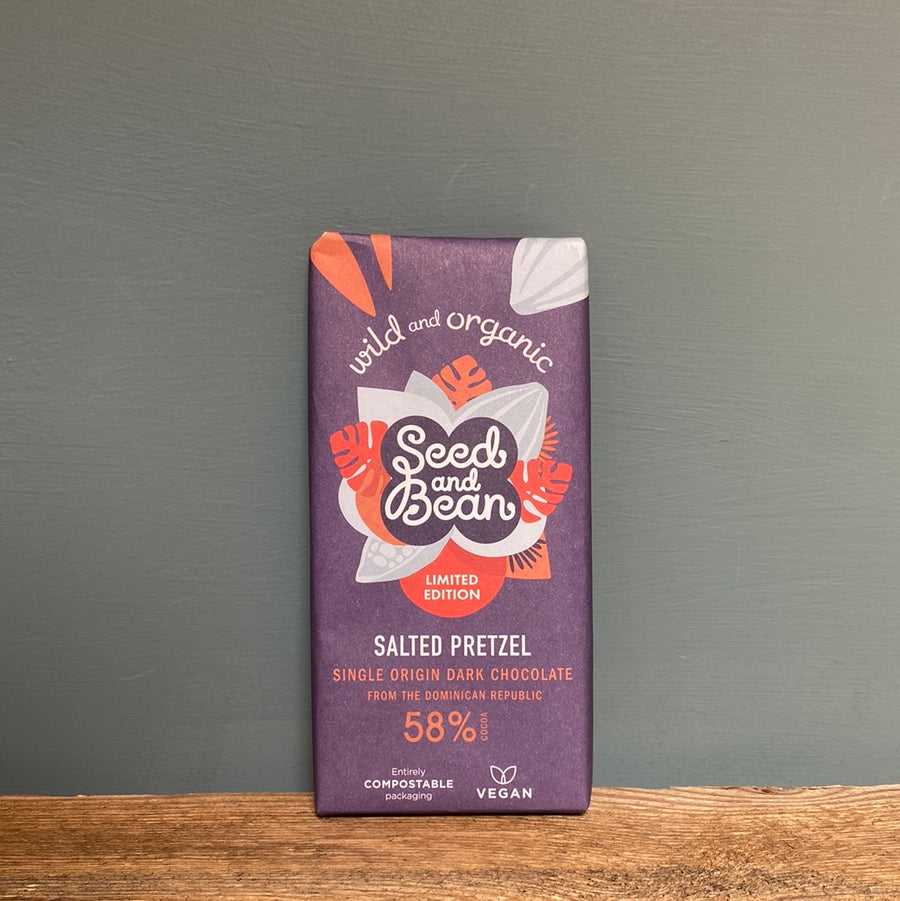 wild and organic
Seed
and
Bean
LIMITED
EDITION
SALTED PRETZEL
SINGLE ORIGIN DARK CHOCOLATE
FROM THE DOMINICAN REPUBLIC
58% COCOA
Entirely
COMPOSTABLE
packaging
VEGAN